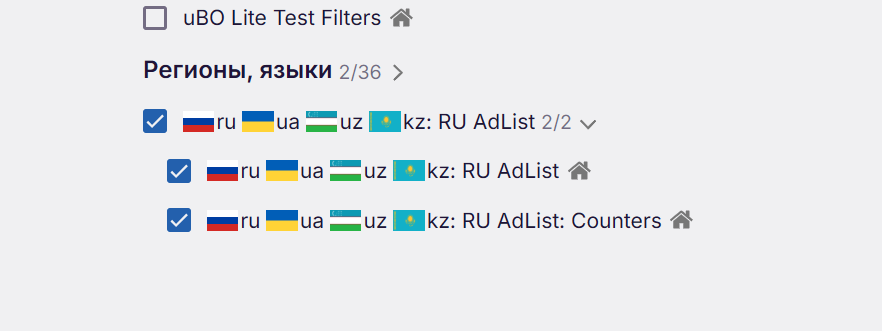 uBO Lite Test Filters
Регионы, языки 2/36
ru ua uz kz: RU AdList 2/2
ru ua uz kz: RU AdList
ru ua uz kz: RU AdList: Counters